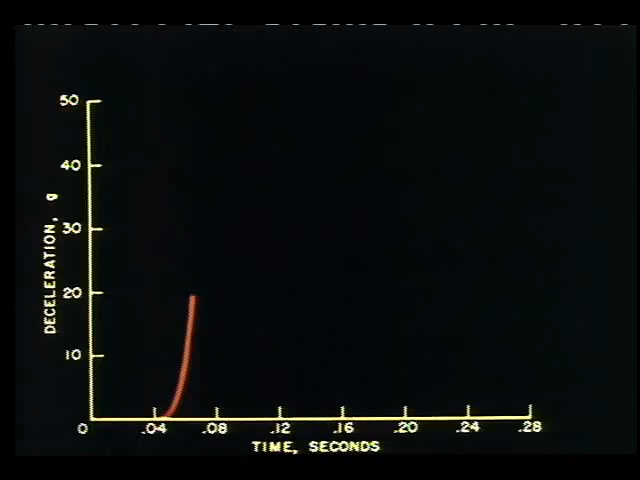 50
40
30
20
10
DECELERATION, g
0 .04 .08 .12 .16 .20 .24 .28
TIME, SECONDS